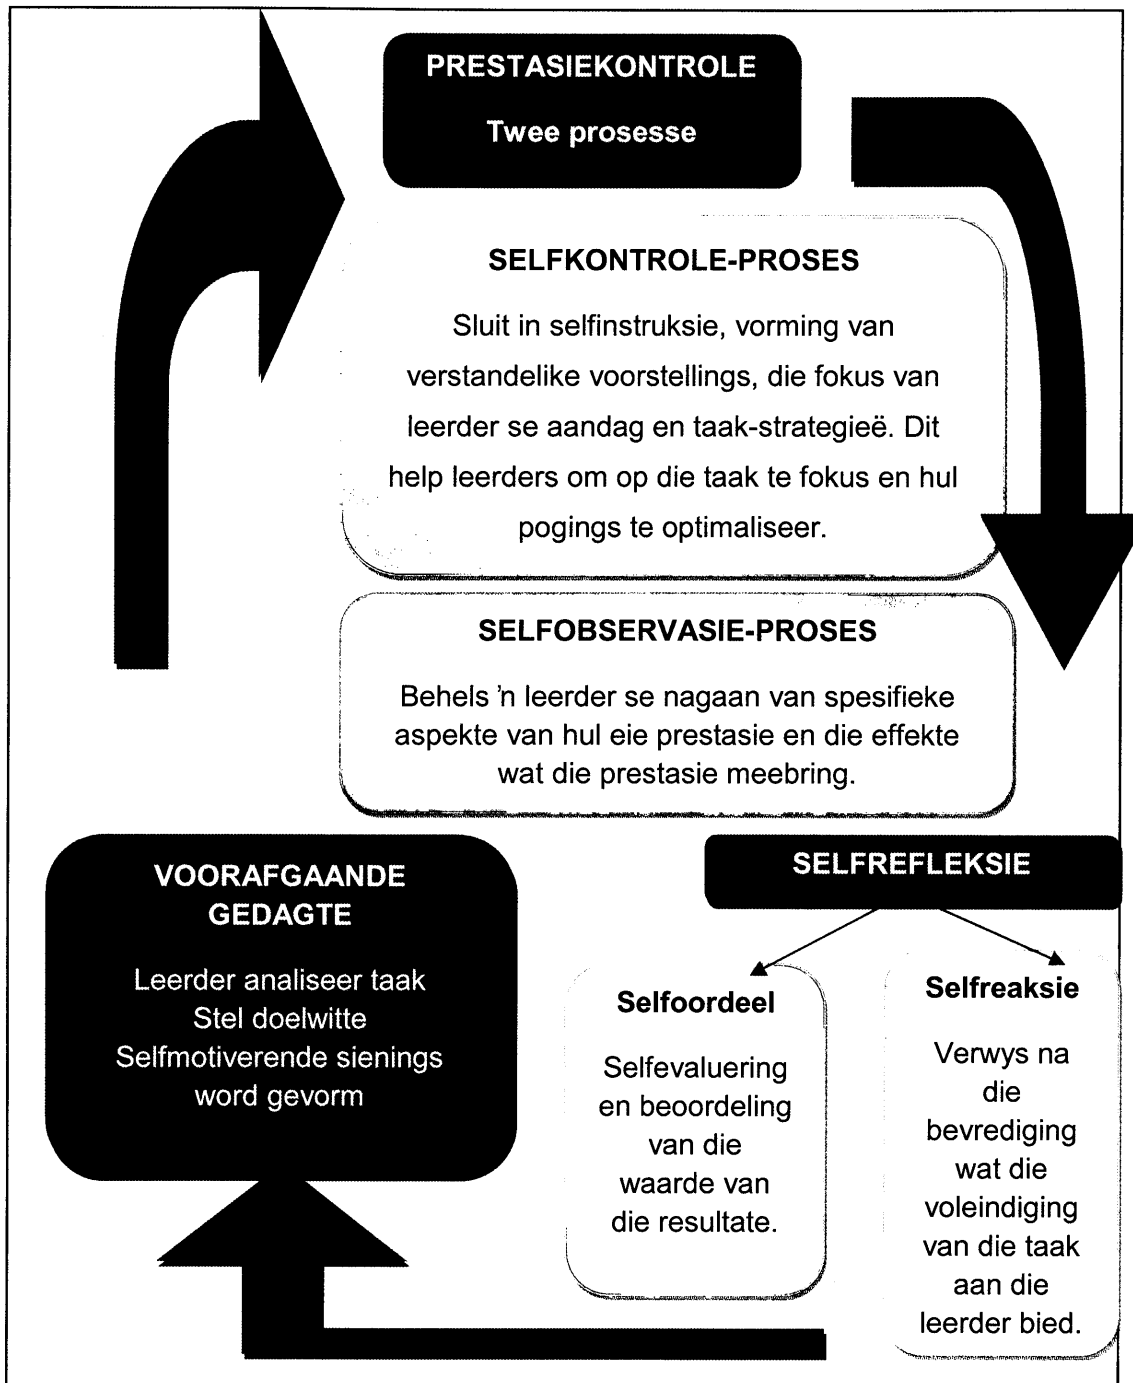 PRESTASIEKONTROLE
Twee prosesse
SELFKONTROLE-PROSES
Sluit in selfinstruksie, vorming van
verstandelike voorstellings, die fokus van
leerder se aandag en taak-strategieë. Dit
help leerders om op die taak te fokus en hul
pogings te optimaliseer.
SELFOBSERVASIE-PROSES
Behels 'n leerder se nagaan van spesifieke
aspekte van hul eie prestasie en die effekte
wat die prestasie meebring.
VOORAFGAANDE
GEDAGTE
Leerder analiseer taak
Stel doelwitte
Selfmotiverende sienings
word gevorm
SELFREFLEKSIE
Selfoordeel
Selfevaluering
en beoordeling
van die
waarde van
die resultate.
Selfreaksie
Verwys na
die
bevrediging
wat die
voleindiging
van die taak
aan die
leerder bied.